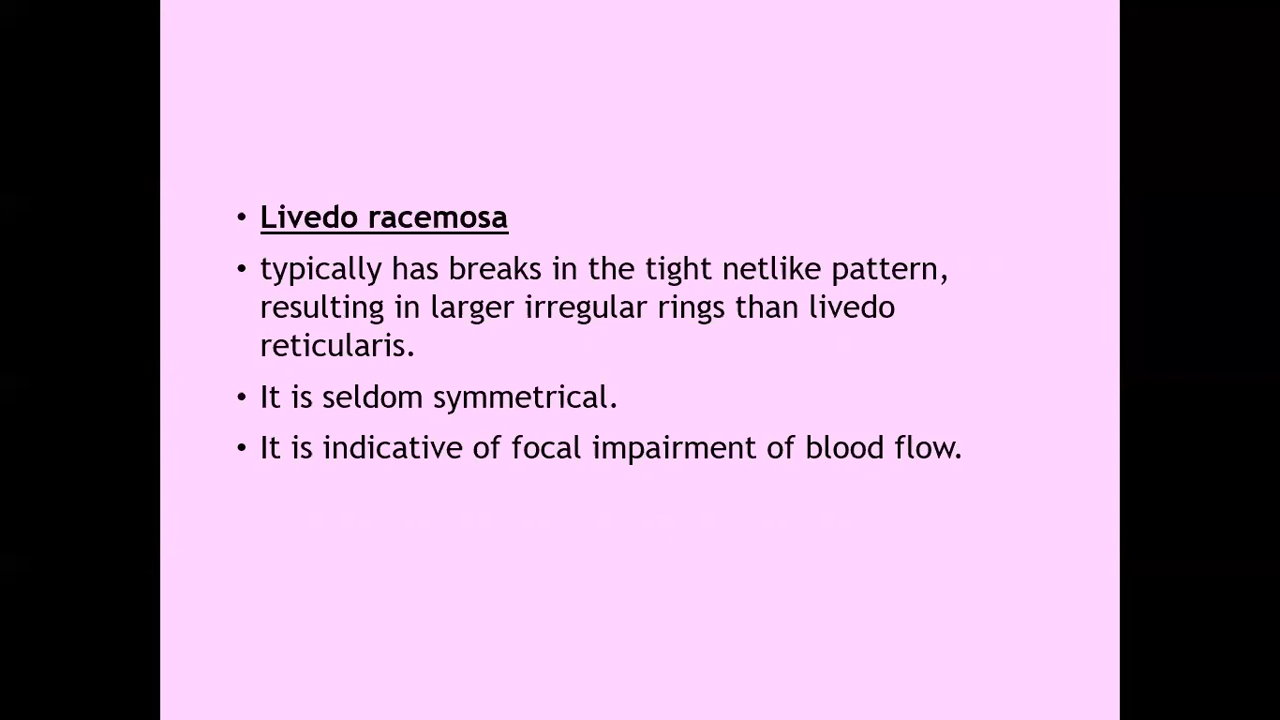 • Livedo racemosa
• typically has breaks in the tight netlike pattern,
resulting in larger irregular rings than livedo
reticularis.
• It is seldom symmetrical.
• It is indicative of focal impairment of blood flow.